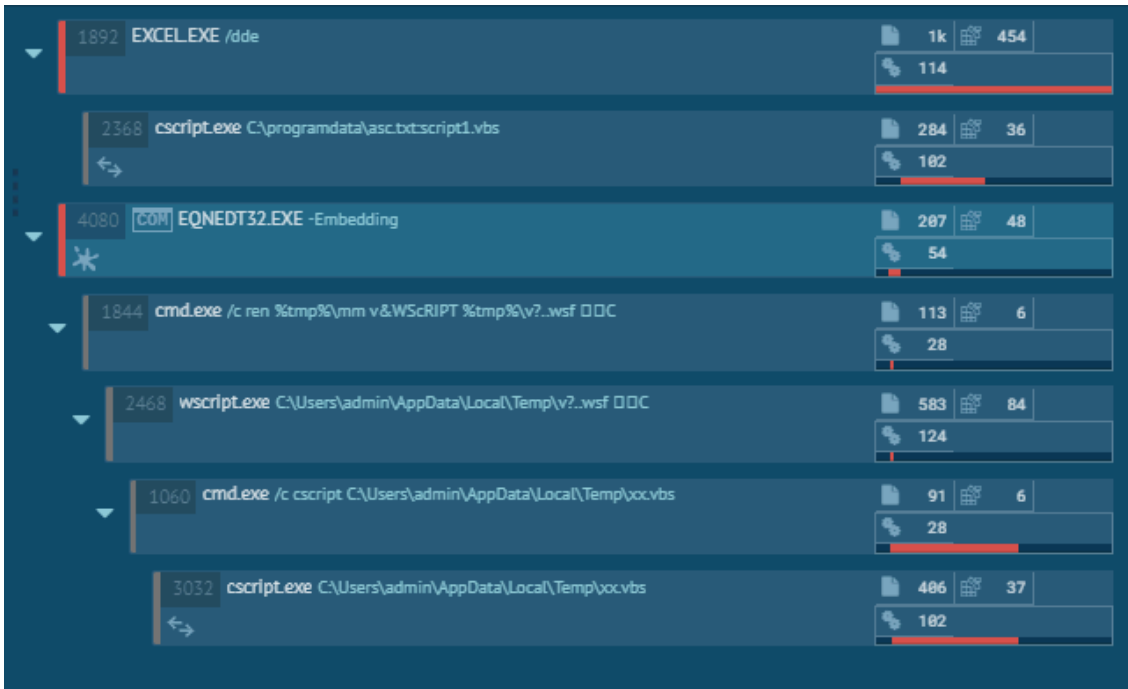 1892 EXCEL.EXE /dde 1k 454
114
2368 cscript.exe C:\programdata\asc.txt:script1.vbs 284 36
102
4080 COM EQNEDT32.EXE -Embedding 207 48
54
1844 cmd.exe /c ren %tmp%\mm v&WScRIPT %tmp%\v?..wsf □□C 113 6
28
2468 wscript.exe C:\Users\admin\AppData\Local\Temp\v?..wsf □□C 583 84
124
1060 cmd.exe /c cscript C:\Users\admin\AppData\Local\Temp\xx.vbs 91 6
28
3032 cscript.exe C:\Users\admin\AppData\Local\Temp\xx.vbs 406 37
102